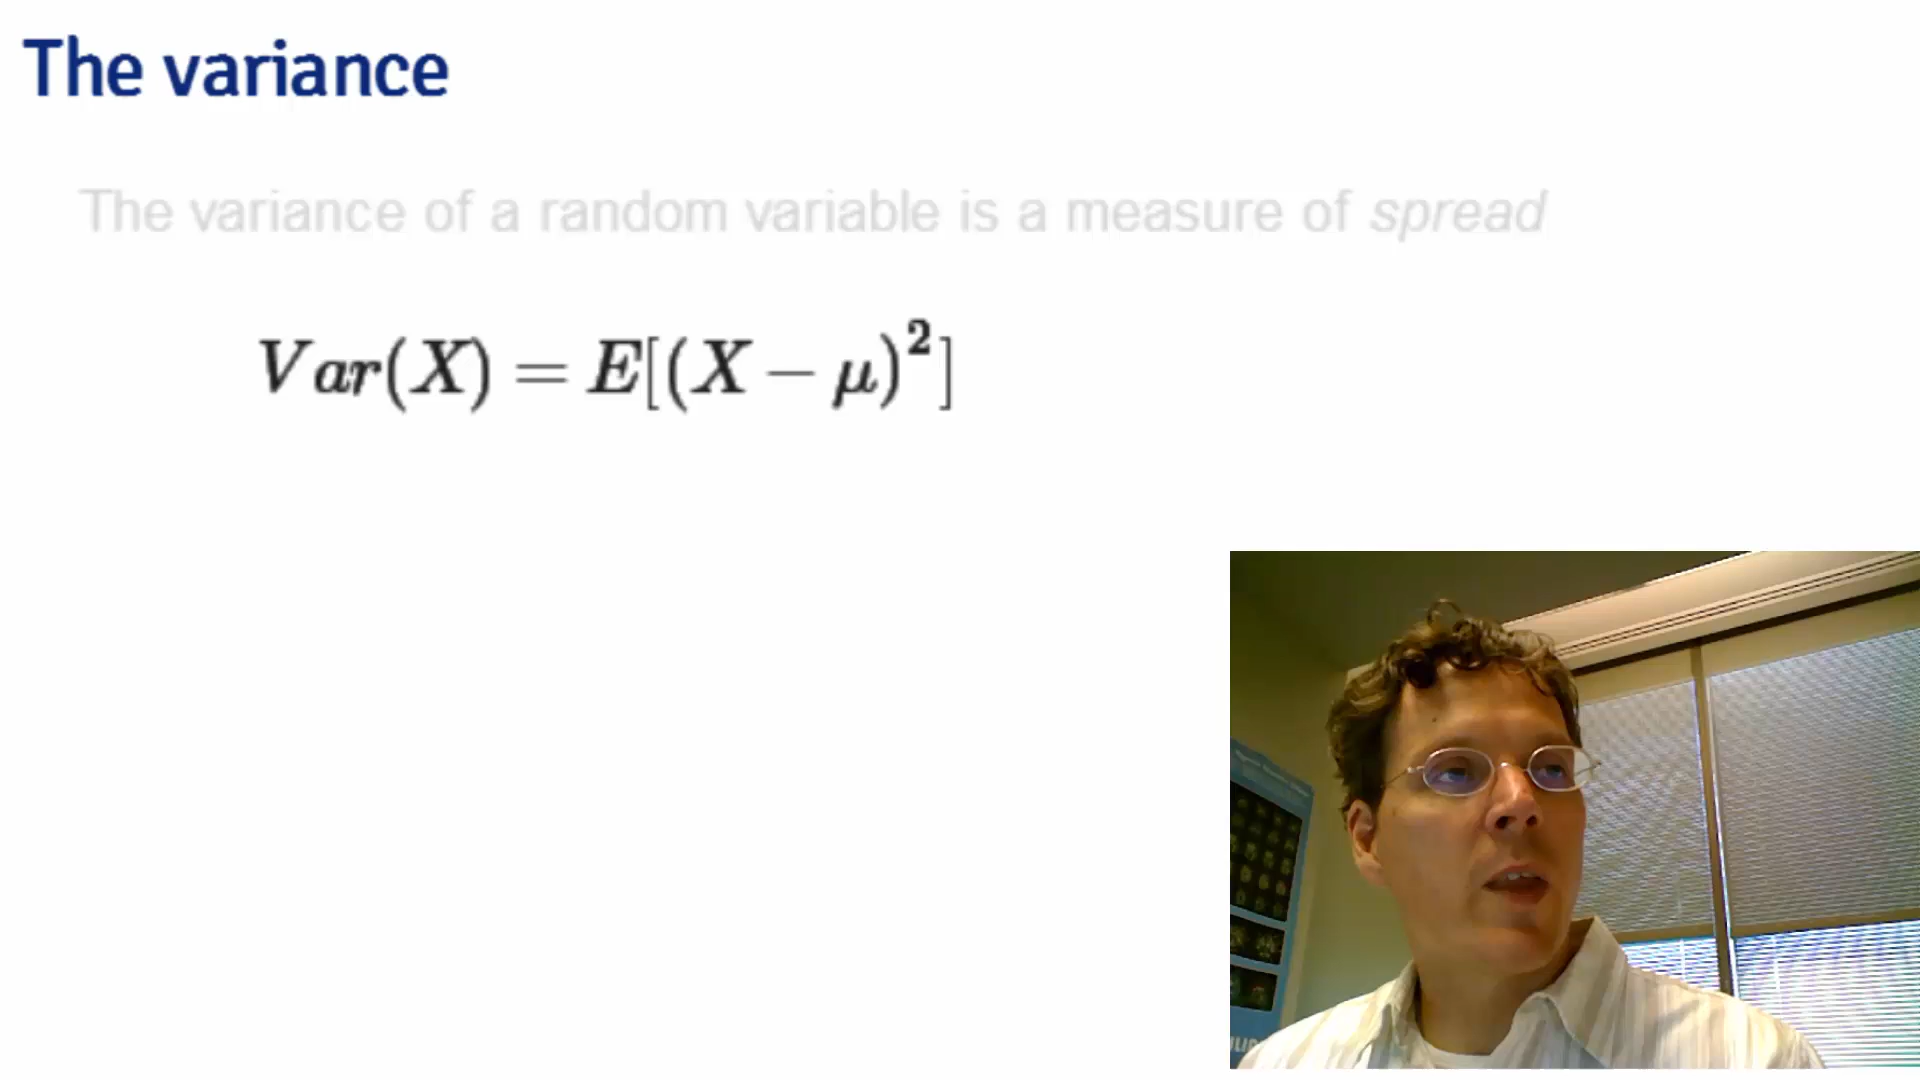 The variance
The variance of a random variable is a measure of spread
Var(X) = E[(X − μ)²]